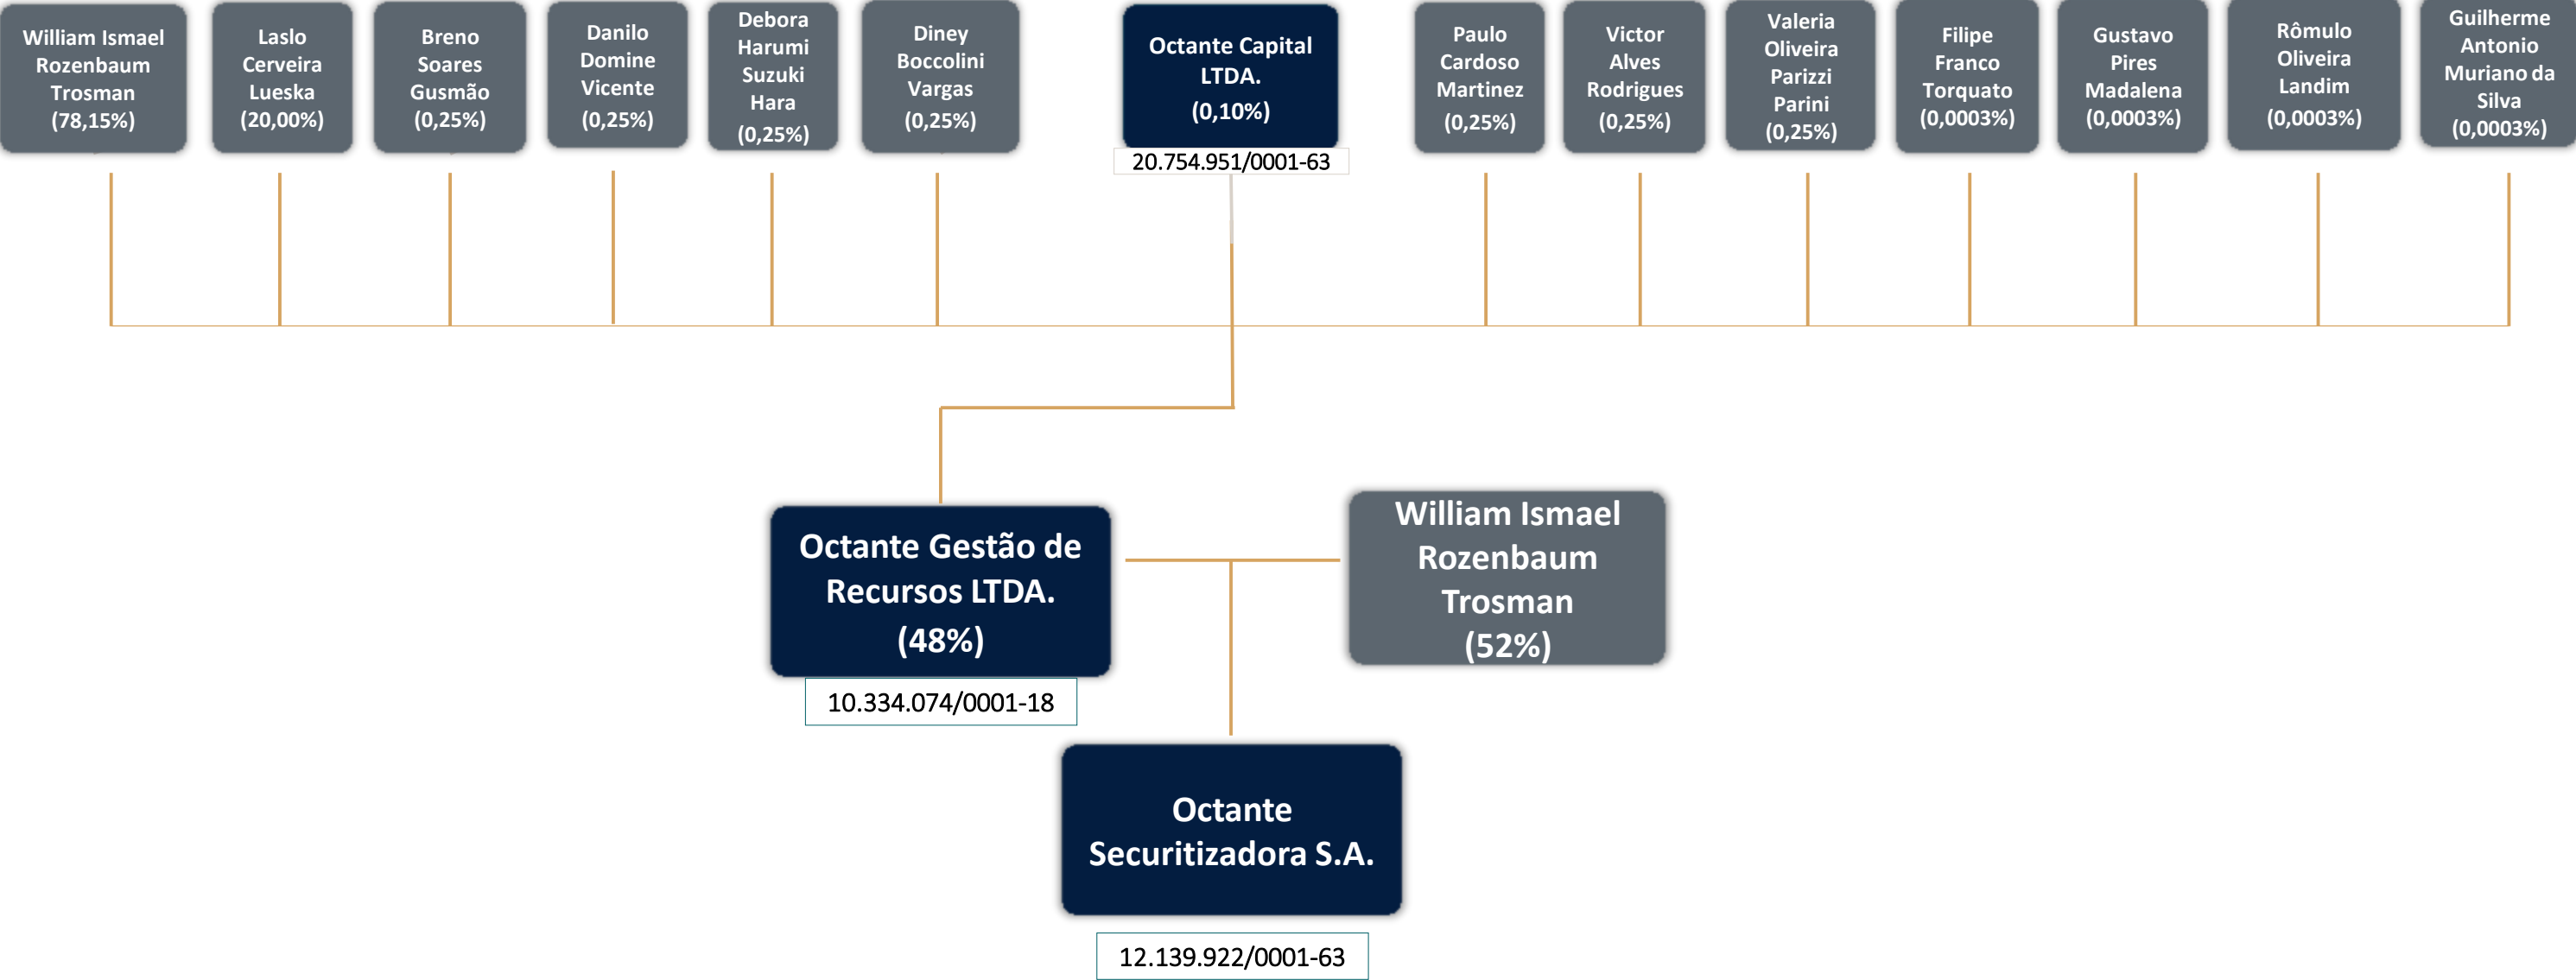 William Ismael
Rozenbaum
Trosman
(78,15%)
Laslo
Cerveira
Lueska
(20,00%)
Breno
Soares
Gusmão
(0,25%)
Danilo
Domine
Vicente
(0,25%)
Debora
Harumi
Suzuki
Hara
(0,25%)
Diney
Boccolini
Vargas
(0,25%)
Octante Capital
LTDA.
(0,10%)
20.754.951/0001-63
Paulo
Cardoso
Martinez
(0,25%)
Victor
Alves
Rodrigues
(0,25%)
Valeria
Oliveira
Parizzi
Parini
(0,25%)
Filipe
Franco
Torquato
(0,0003%)
Gustavo
Pires
Madalena
(0,0003%)
Rômulo
Oliveira
Landim
(0,0003%)
Guilherme
Antonio
Muriano da
Silva
(0,0003%)
Octante Gestão de
Recursos LTDA.
(48%)
10.334.074/0001-18
William Ismael
Rozenbaum
Trosman
(52%)
Octante
Securitizadora S.A.
12.139.922/0001-63